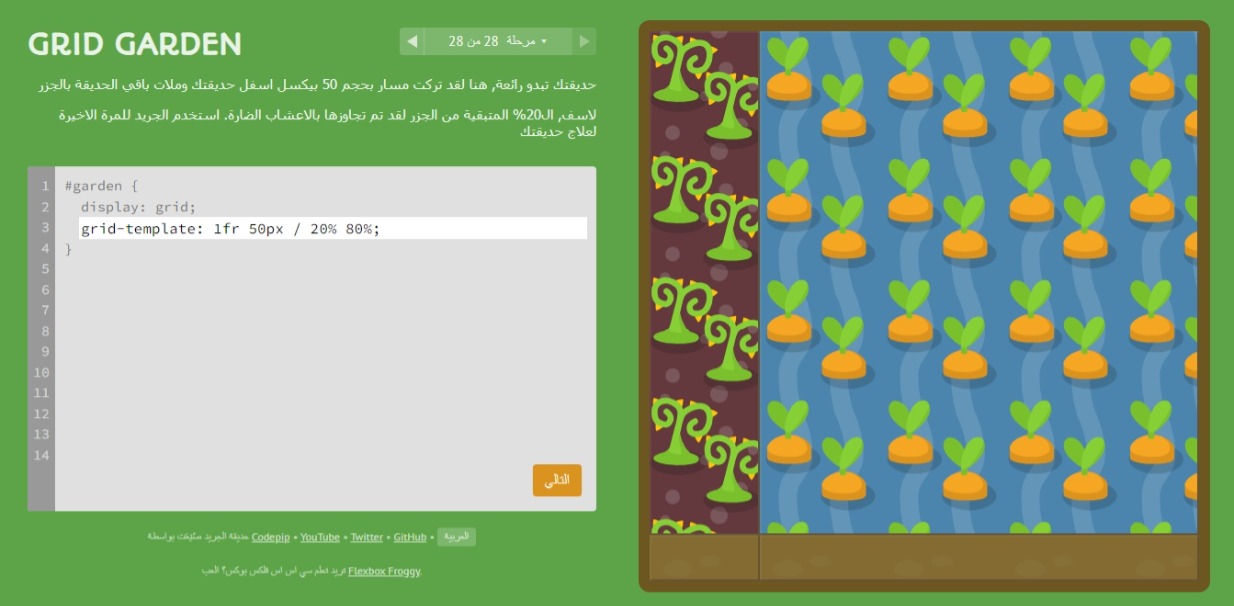 GRID GARDEN
◀ مرحلة 28 من 28 ▾ ▶
حديقتك تبدو رائعة, هنا لقد تركت مسار بحجم 50 بيكسل اسفل حديقتك وملات باقي الحديقة بالجزر
لاسف, ال20% المتبقية من الجزر لقد تم تجاوزها بالاعشاب الضارة. استخدم الجريد للمرة الاخيرة
لعلاج حديقتك
1 #garden {
2 display: grid;
3 grid-template: 1fr 50px / 20% 80%;
4 }
5
6
7
8
9
10
11
12
13
14
التالي
حديقة الجريد صنعت بواسطة Codepip • YouTube • Twitter • GitHub • العربية
تريد تعلم سي اس اس فلكس بوكس؟ العب Flexbox Froggy.